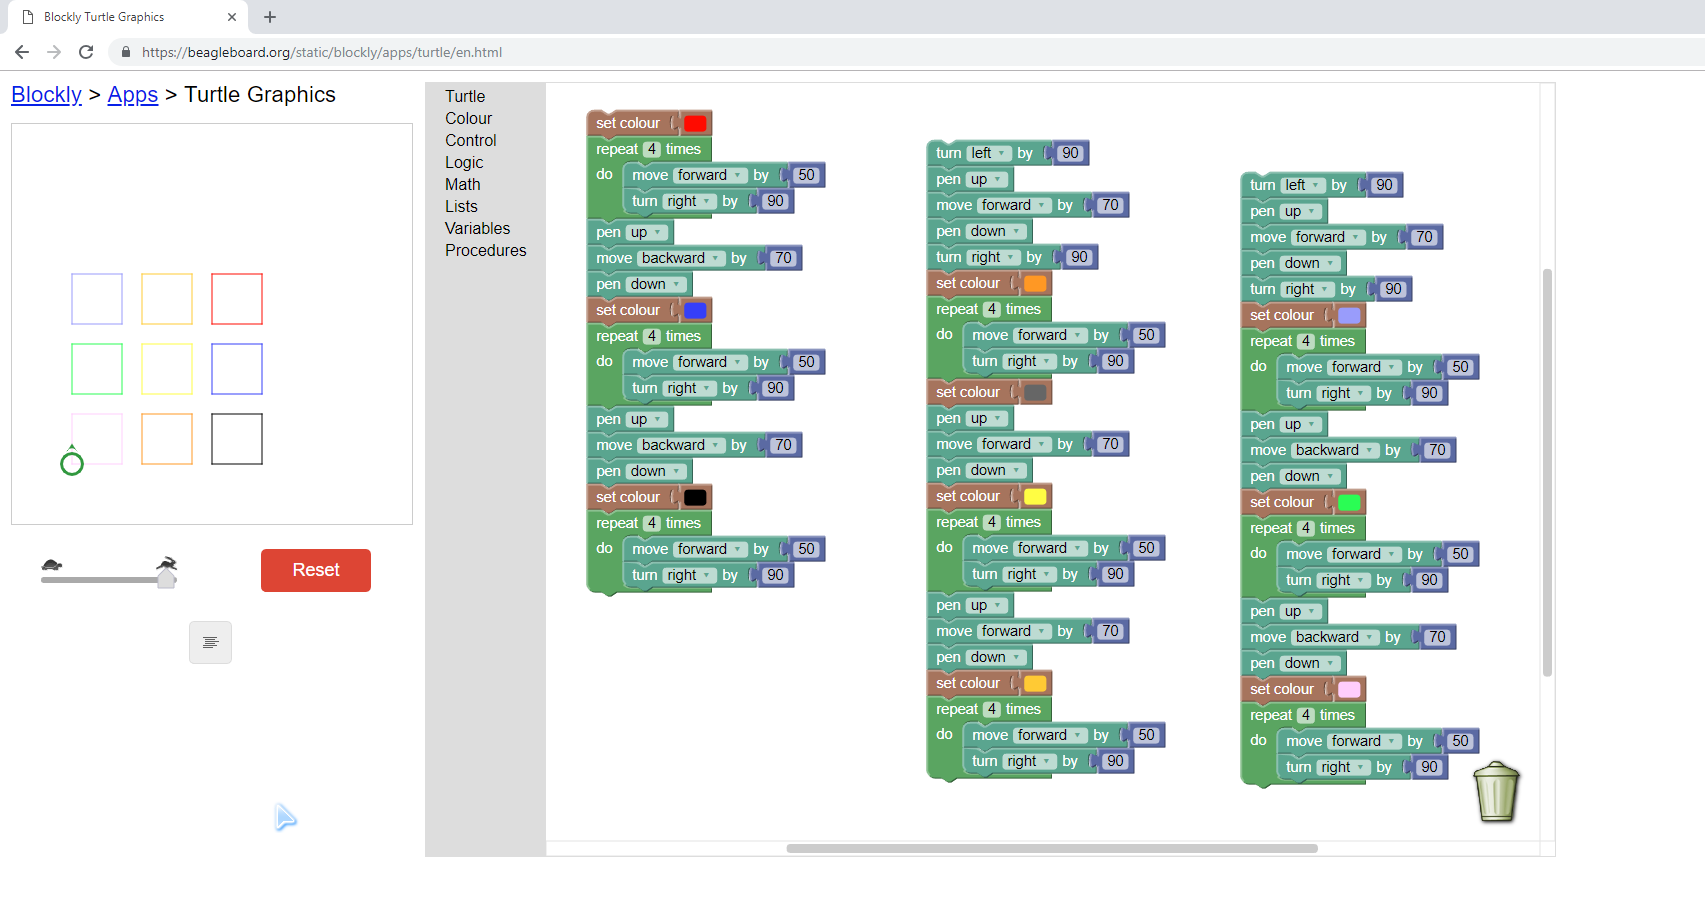 Blockly Turtle Graphics
https://beagleboard.org/static/blockly/apps/turtle/en.html
Blockly > Apps > Turtle Graphics
Reset
Turtle
Colour
Control
Logic
Math
Lists
Variables
Procedures
set colour
repeat 4 times
do move forward by 50
turn right by 90
pen up
move backward by 70
pen down
set colour
repeat 4 times
do move forward by 50
turn right by 90
pen up
move backward by 70
pen down
set colour
repeat 4 times
do move forward by 50
turn right by 90
turn left by 90
pen up
move forward by 70
pen down
turn right by 90
set colour
repeat 4 times
do move forward by 50
turn right by 90
set colour
pen up
move forward by 70
pen down
set colour
repeat 4 times
do move forward by 50
turn right by 90
pen up
move forward by 70
pen down
set colour
repeat 4 times
do move forward by 50
turn right by 90
turn left by 90
pen up
move forward by 70
pen down
turn right by 90
set colour
repeat 4 times
do move forward by 50
turn right by 90
pen up
move backward by 70
pen down
set colour
repeat 4 times
do move forward by 50
turn right by 90
pen up
move backward by 70
pen down
set colour
repeat 4 times
do move forward by 50
turn right by 90